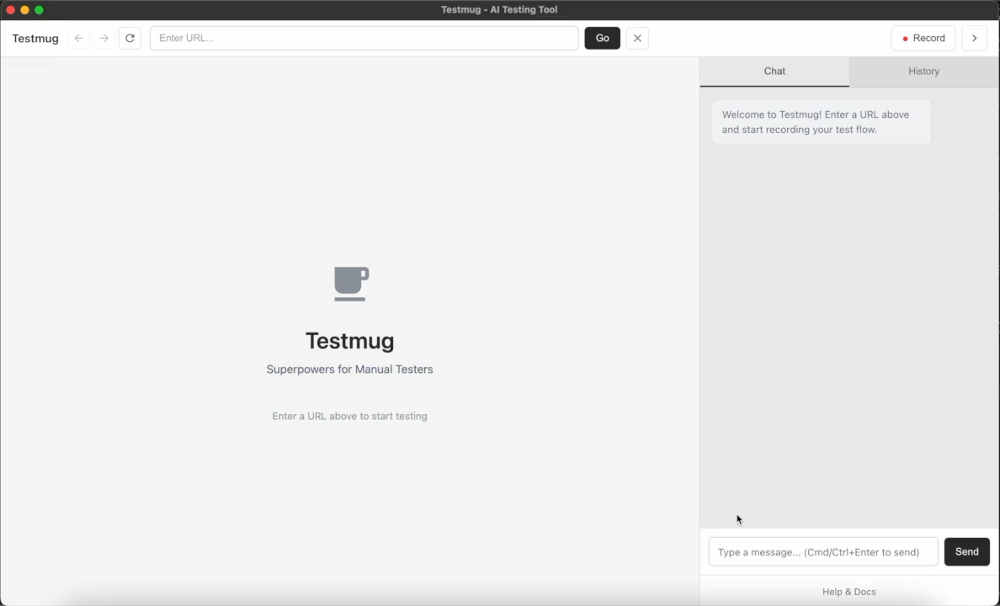 Testmug - AI Testing Tool
Testmug
Enter URL...
Go
Record
Chat
History
Welcome to Testmug! Enter a URL above
and start recording your test flow.
Testmug
Superpowers for Manual Testers
Enter a URL above to start testing
Type a message... (Cmd/Ctrl+Enter to send)
Send
Help & Docs